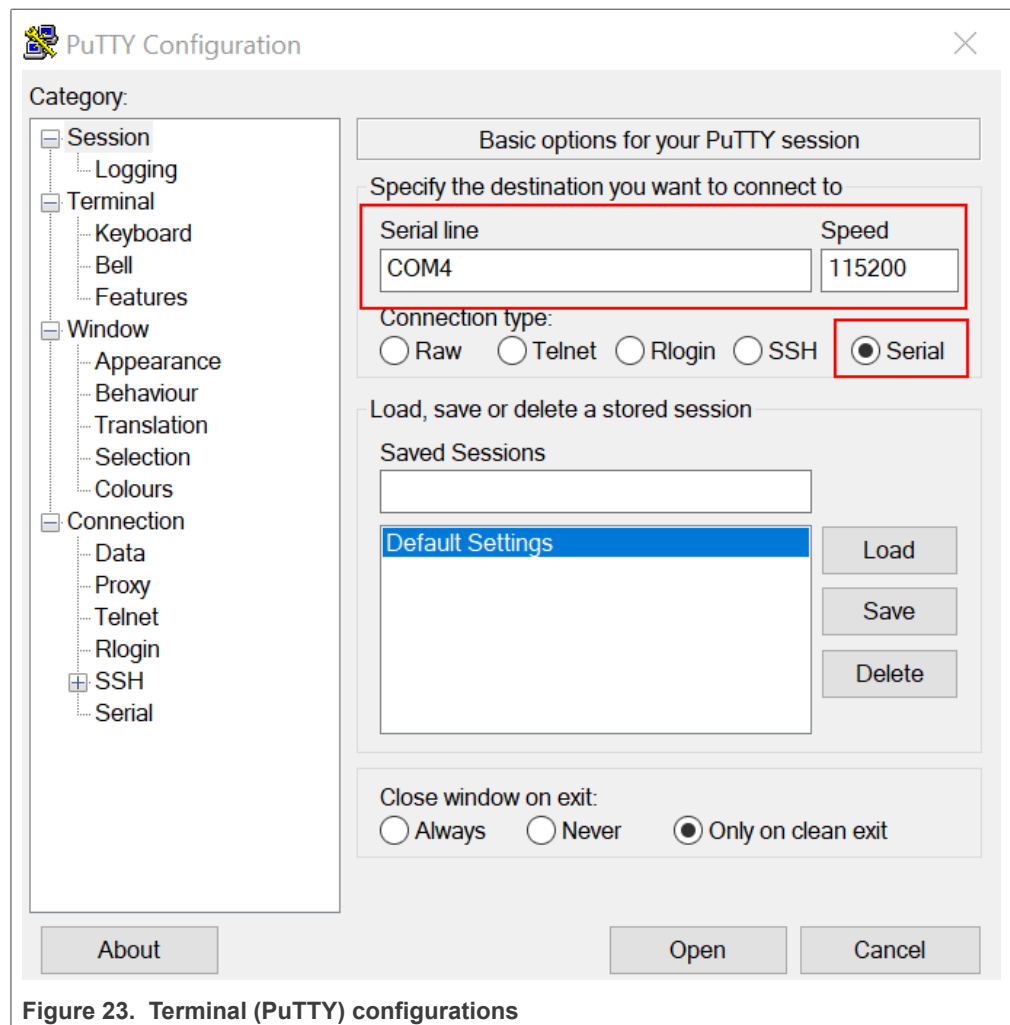 PuTTY Configuration
Category:
Session
Logging
Terminal
Keyboard
Bell
Features
Window
Appearance
Behaviour
Translation
Selection
Colours
Connection
Data
Proxy
Telnet
Rlogin
SSH
Serial
Basic options for your PuTTY session
Specify the destination you want to connect to
Serial line Speed
COM4 115200
Connection type:
Raw Telnet Rlogin SSH Serial
Load, save or delete a stored session
Saved Sessions
Default Settings
Load
Save
Delete
Close window on exit:
Always Never Only on clean exit
About Open Cancel
Figure 23. Terminal (PuTTY) configurations